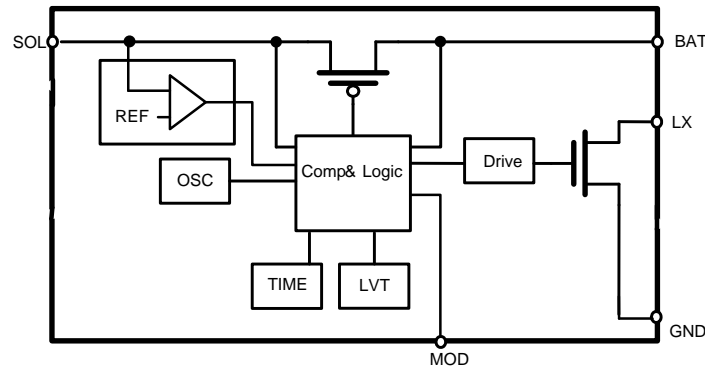 SOL
BAT
REF
LX
OSC
Comp& Logic
Drive
TIME
LVT
GND
MOD